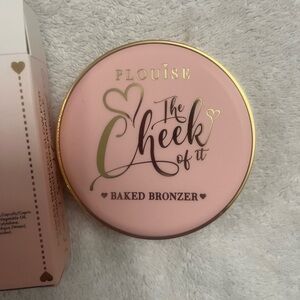 PLOUISE
The
Cheek
of it
BAKED BRONZER